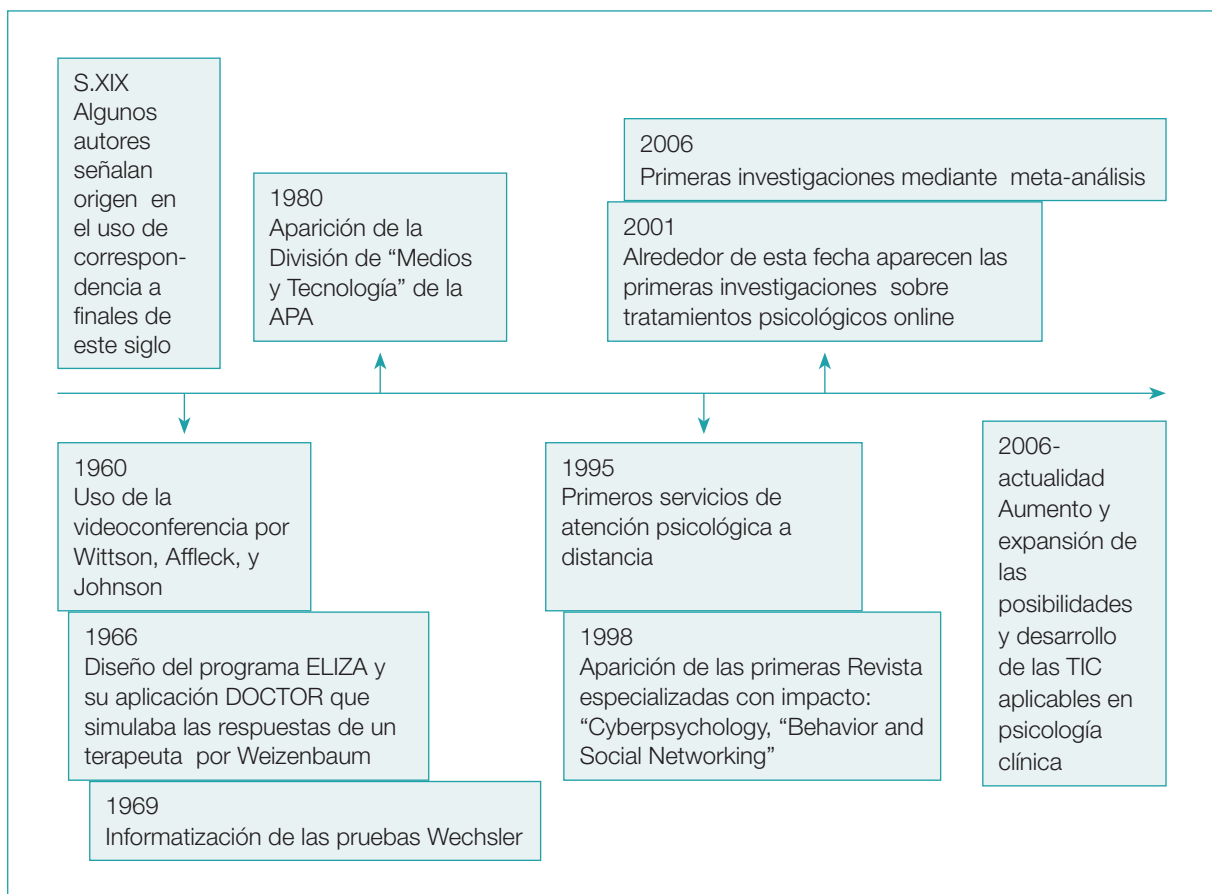 S.XIX
Algunos
autores
señalan
origen en
el uso de
correspon-
dencia a
finales de
este siglo
1980
Aparición de la
División de “Medios
y Tecnología” de la
APA
2006
Primeras investigaciones mediante meta-análisis
2001
Alrededor de esta fecha aparecen las
primeras investigaciones sobre
tratamientos psicológicos online
1960
Uso de la
videoconferencia por
Wittson, Affleck, y
Johnson
1966
Diseño del programa ELIZA y
su aplicación DOCTOR que
simulaba las respuestas de un
terapeuta por Weizenbaum
1969
Informatización de las pruebas Wechsler
1995
Primeros servicios de
atención psicológica a
distancia
1998
Aparición de las primeras Revista
especializadas con impacto:
“Cyberpsychology, “Behavior and
Social Networking”
2006-
actualidad
Aumento y
expansión de
las
posibilidades
y desarrollo
de las TIC
aplicables en
psicología
clínica